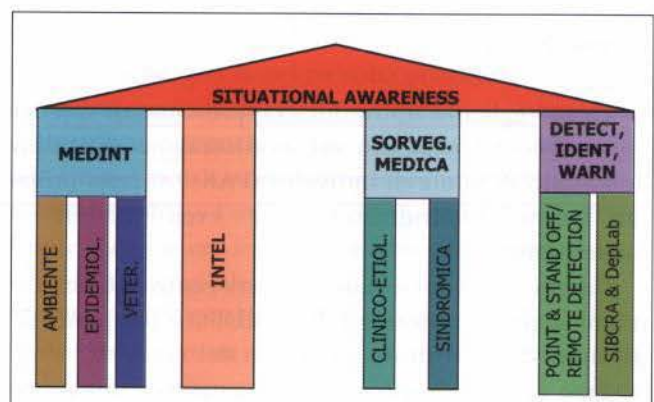 SITUATIONAL AWARENESS
MEDINT
SORVEG.
MEDICA
DETECT,
IDENT,
WARN
AMBIENTE
EPIDEMIOL.
VETER.
INTEL
CLINICO-ETIOL.
SINDROMICA
POINT & STAND OFF/
REMOTE DETECTION
SIBCRA & DepLab